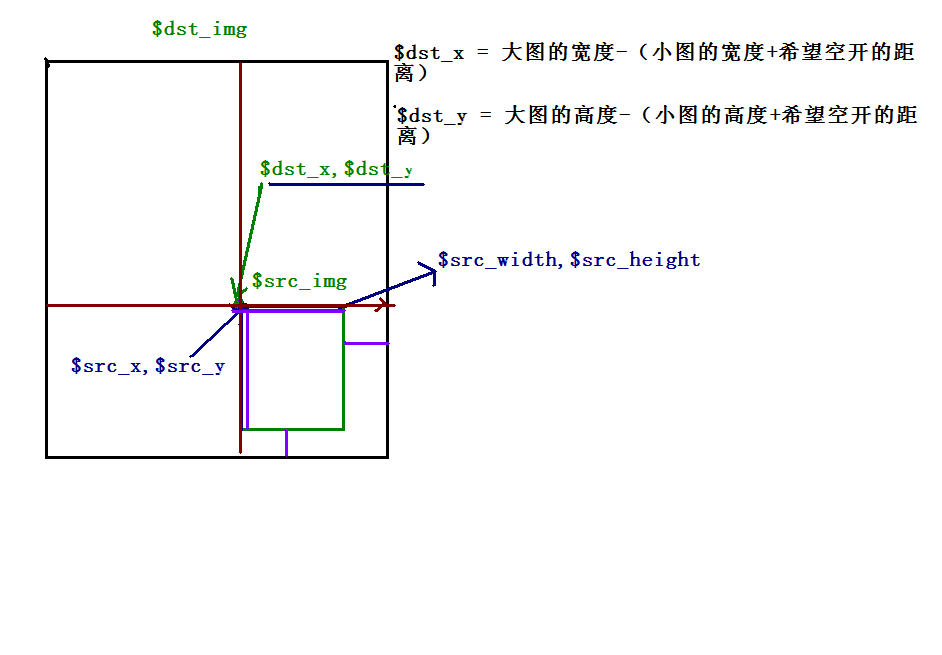 $dst_img
$dst_x = 大图的宽度-（小图的宽度+希望空开的距
离）
$dst_y = 大图的高度-（小图的高度+希望空开的距
离）
$dst_x,$dst_y
$src_width,$src_height
$src_img
$src_x,$src_y